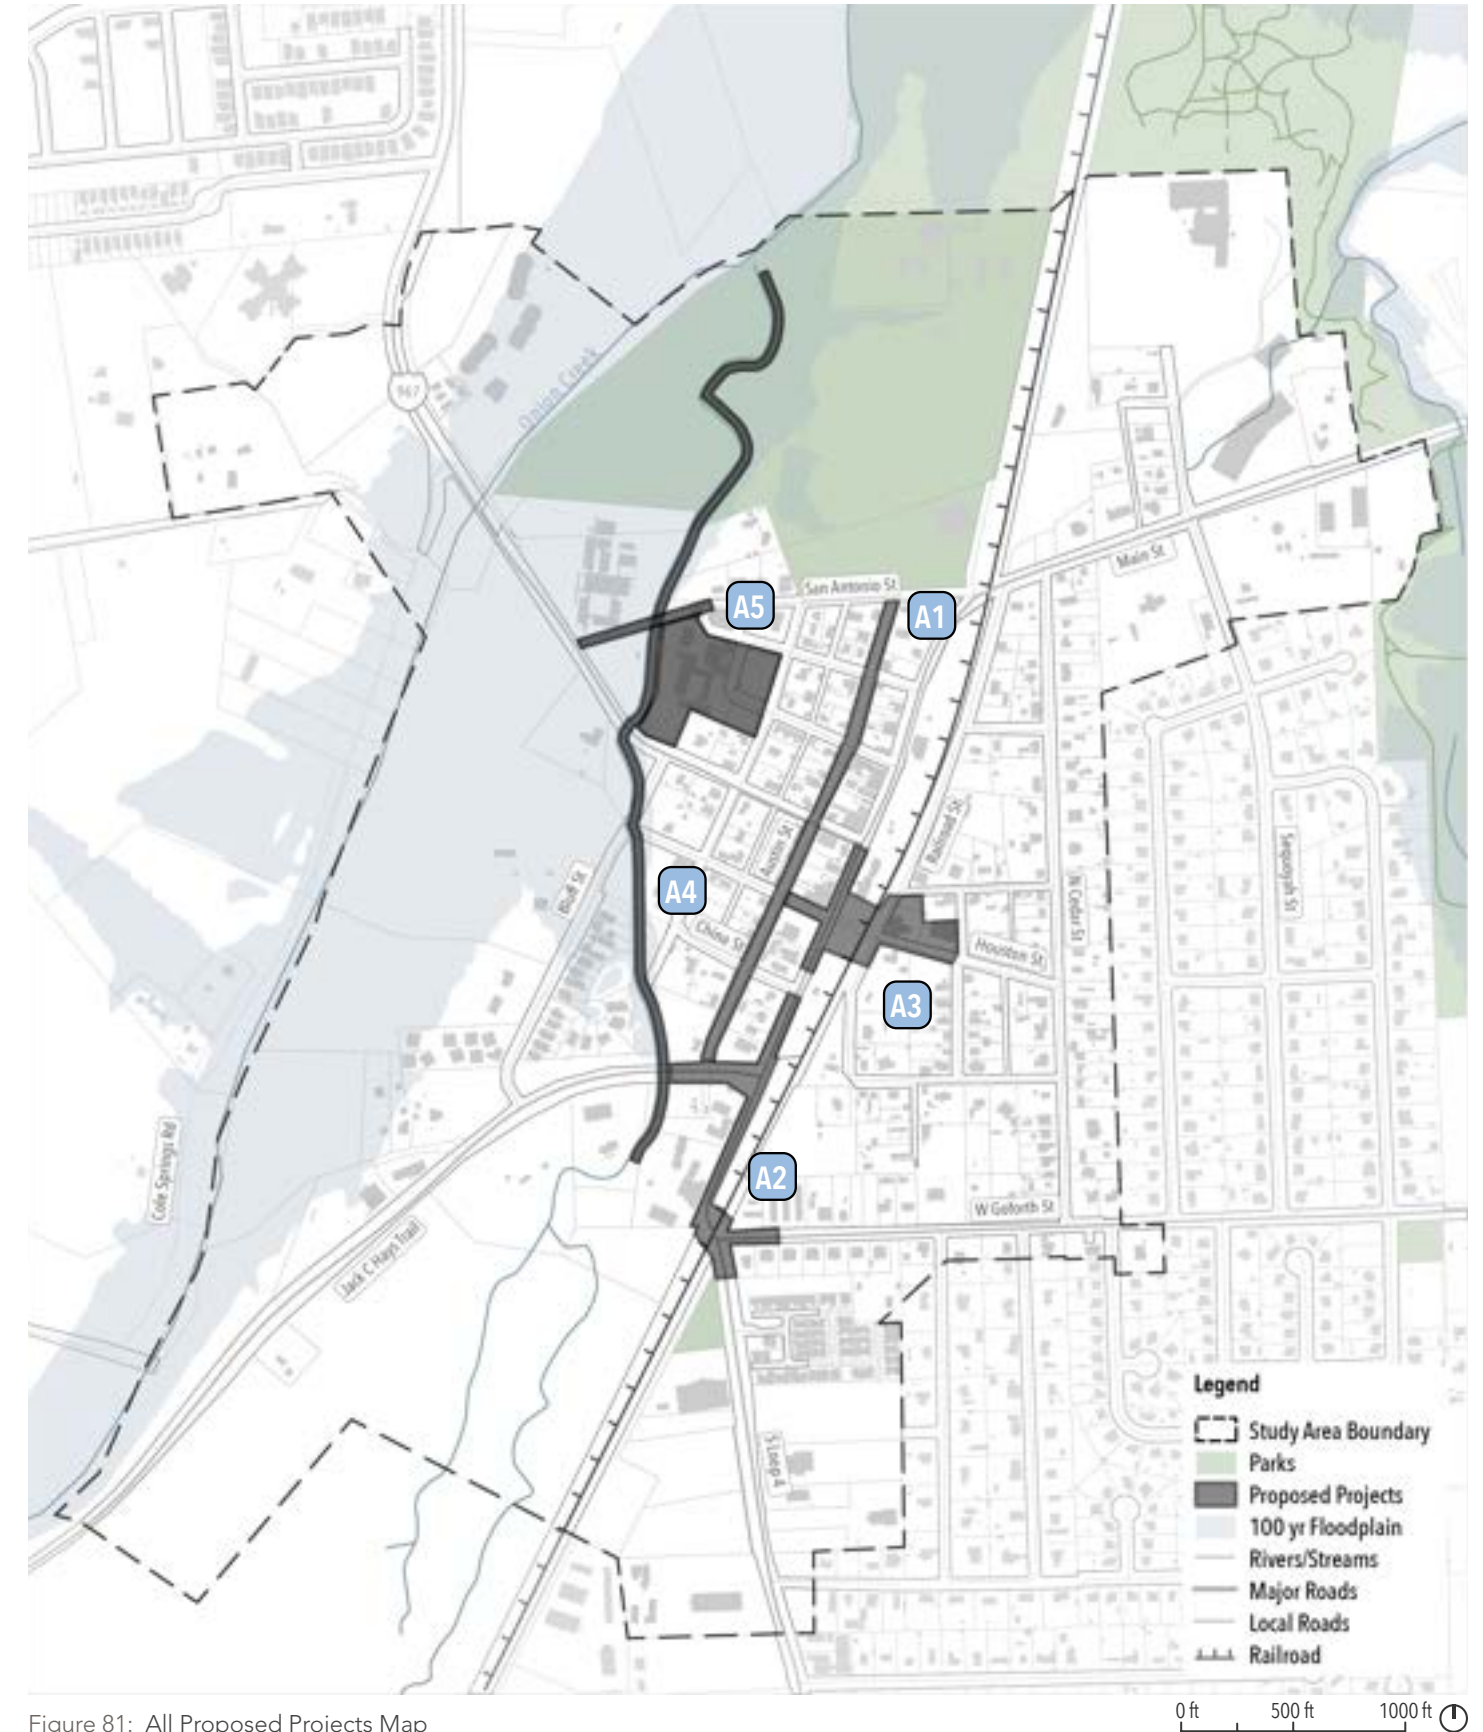 967
Onion Creek
San Antonio St
A5
A1
Main St
Railroad St
Austin St
N Cedar St
Sequoyah St
A4
Bluff St
China St
Houston St
A3
Cole Springs Rd
A2
W Goforth St
Jack C Hays Trail
S Loop 4
Legend
Study Area Boundary
Parks
Proposed Projects
100 yr Floodplain
Rivers/Streams
Major Roads
Local Roads
Railroad
0 ft 500 ft 1000 ft
Figure 81: All Proposed Projects Map